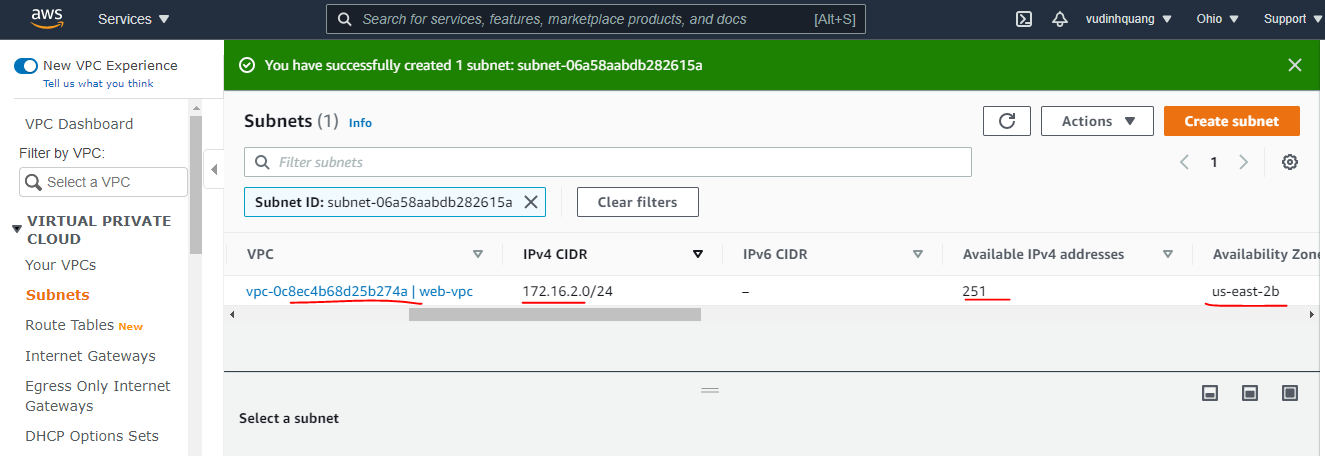 aws
Services
Search for services, features, marketplace products, and docs [Alt+S]
vudinhquang
Ohio
Support
New VPC Experience
Tell us what you think
VPC Dashboard
Filter by VPC:
Select a VPC
VIRTUAL PRIVATE
CLOUD
Your VPCs
Subnets
Route Tables New
Internet Gateways
Egress Only Internet
Gateways
DHCP Options Sets
You have successfully created 1 subnet: subnet-06a58aabdb282615a
Subnets (1) Info
Actions
Create subnet
Filter subnets
1
Subnet ID: subnet-06a58aabdb282615a
Clear filters
VPC IPv4 CIDR IPv6 CIDR Available IPv4 addresses Availability Zone
vpc-0c8ec4b68d25b274a | web-vpc 172.16.2.0/24 – 251 us-east-2b
Select a subnet